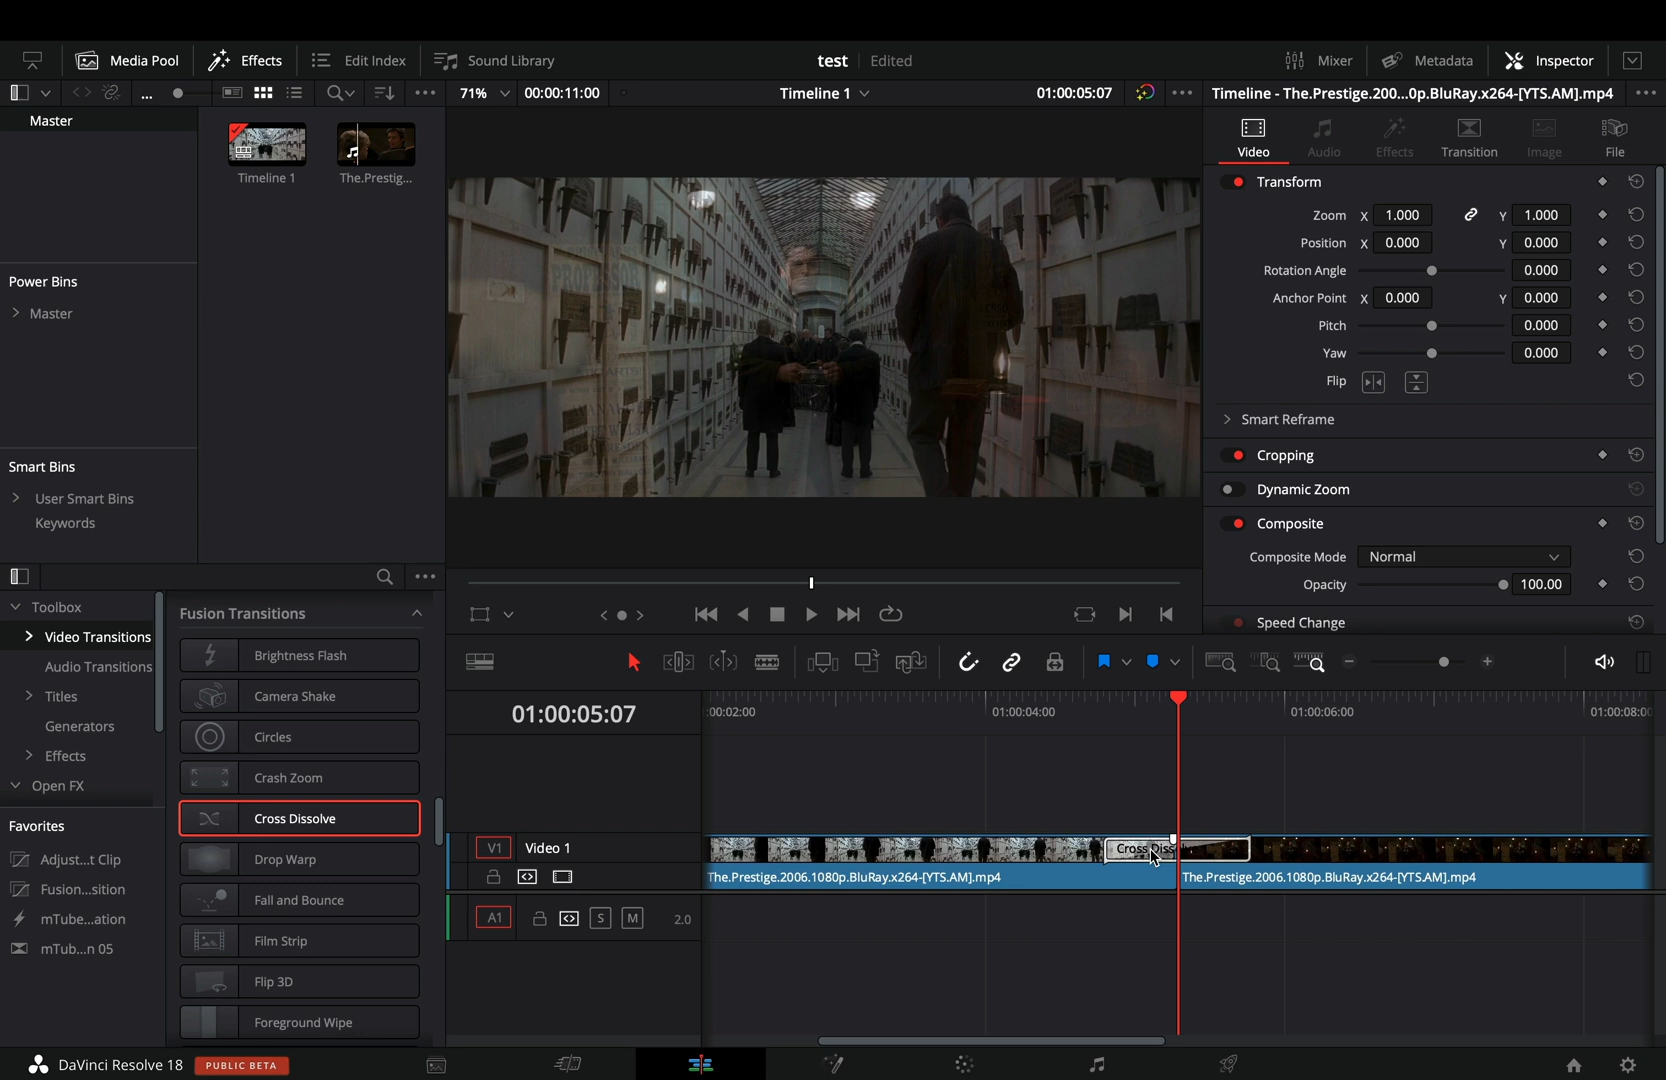 Media Pool
Effects
Edit Index
Sound Library
test
Edited
Mixer
Metadata
Inspector
71%
00:00:11:00
Timeline 1
01:00:05:07
Timeline - The.Prestige.200...0p.BluRay.x264-[YTS.AM].mp4
Master
Timeline 1
The.Prestig...
Power Bins
Master
Smart Bins
User Smart Bins
Keywords
PROFESSOR
Video
Audio
Effects
Transition
Image
File
Transform
Zoom X 1.000 Y 1.000
Position X 0.000 Y 0.000
Rotation Angle 0.000
Anchor Point X 0.000 Y 0.000
Pitch 0.000
Yaw 0.000
Flip
Smart Reframe
Cropping
Dynamic Zoom
Composite
Composite Mode Normal
Opacity 100.00
Speed Change
Toolbox
Video Transitions
Audio Transitions
Titles
Generators
Effects
Open FX
Favorites
Adjust...t Clip
Fusion...sition
mTube...ation
mTub...n 05
Fusion Transitions
Brightness Flash
Camera Shake
Circles
Crash Zoom
Cross Dissolve
Drop Warp
Fall and Bounce
Film Strip
Flip 3D
Foreground Wipe
01:00:05:07
:00:02:00
01:00:04:00
01:00:06:00
01:00:08:00
V1 Video 1
Cross Diss
The.Prestige.2006.1080p.BluRay.x264-[YTS.AM].mp4
The.Prestige.2006.1080p.BluRay.x264-[YTS.AM].mp4
A1 S M 2.0
DaVinci Resolve 18 PUBLIC BETA